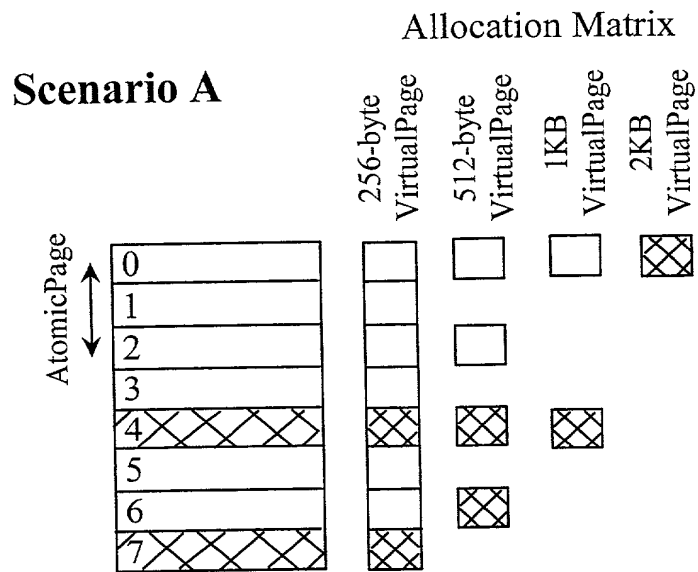 Allocation Matrix
Scenario A
256-byte
VirtualPage
512-byte
VirtualPage
1KB
VirtualPage
2KB
VirtualPage
AtomicPage
0
1
2
3
4
5
6
7